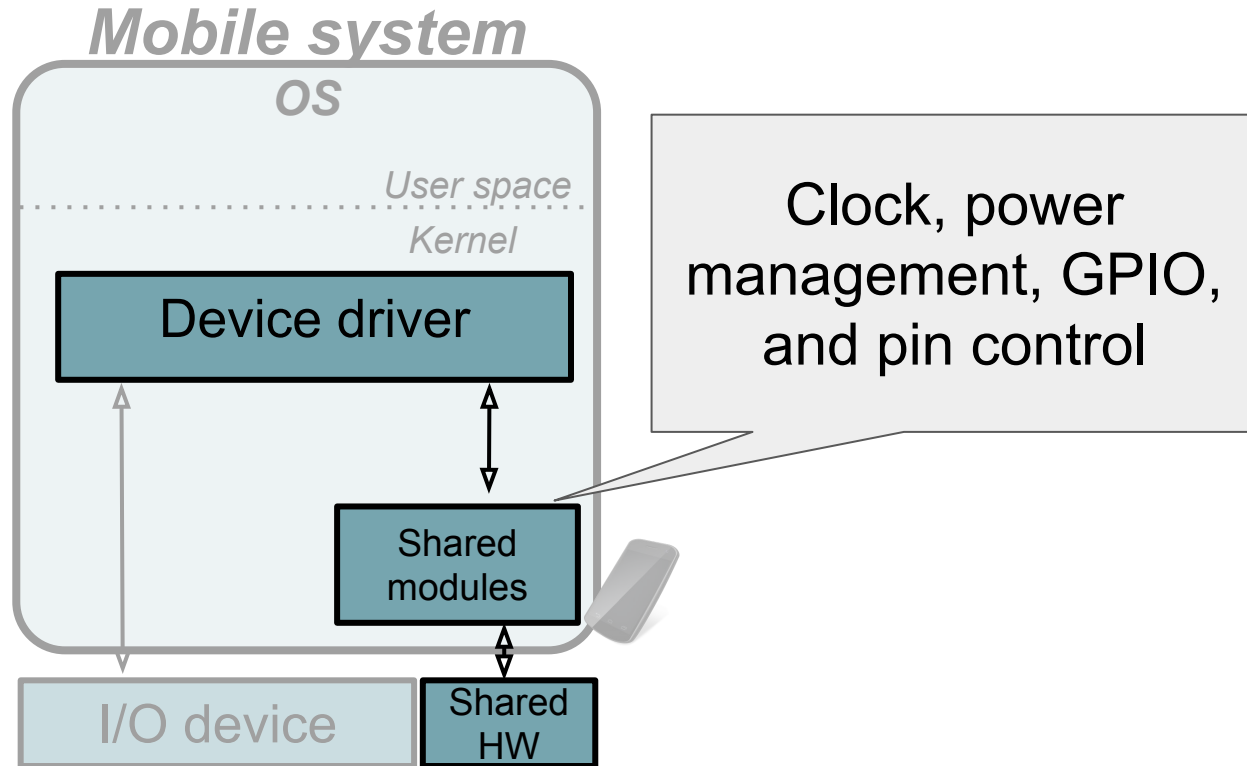 Mobile system
OS
User space
Kernel
Device driver
Shared
modules
I/O device
Shared
HW
Clock, power
management, GPIO,
and pin control